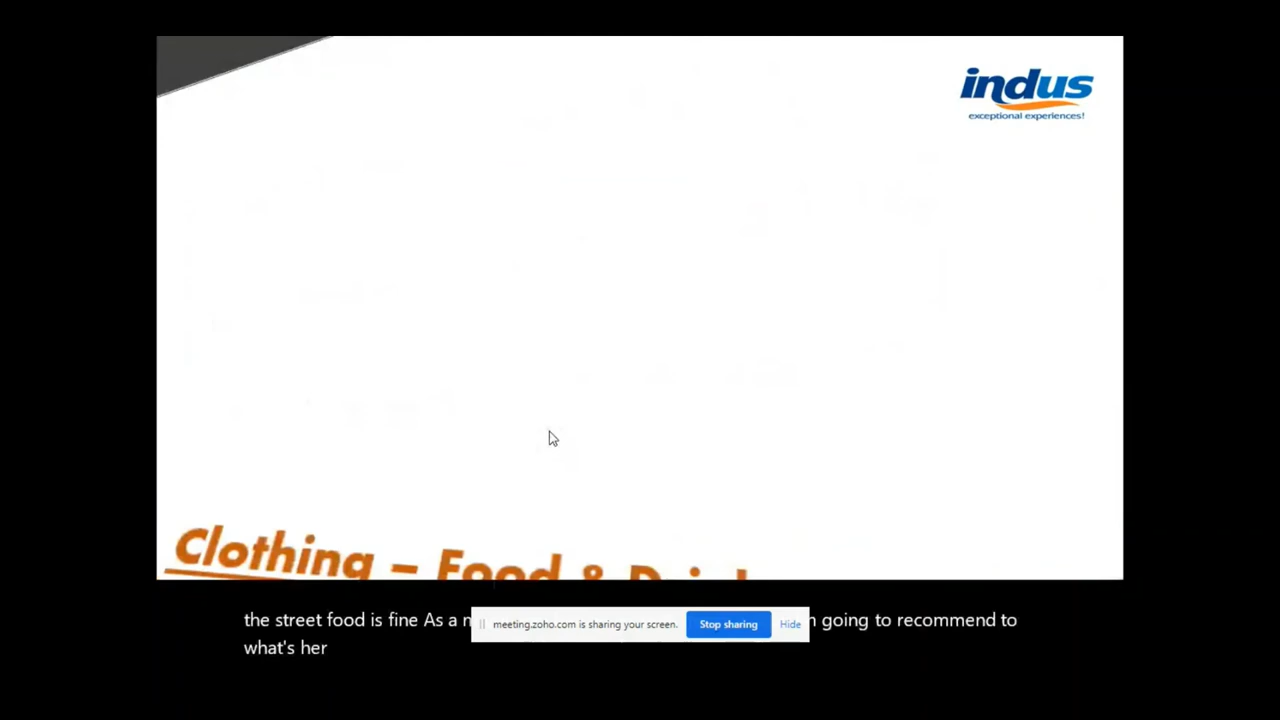 indus
exceptional experiences!
Clothing – Food &
the street food is fine As a
going to recommend to
what's her
meeting.zoho.com is sharing your screen.
Stop sharing
Hide